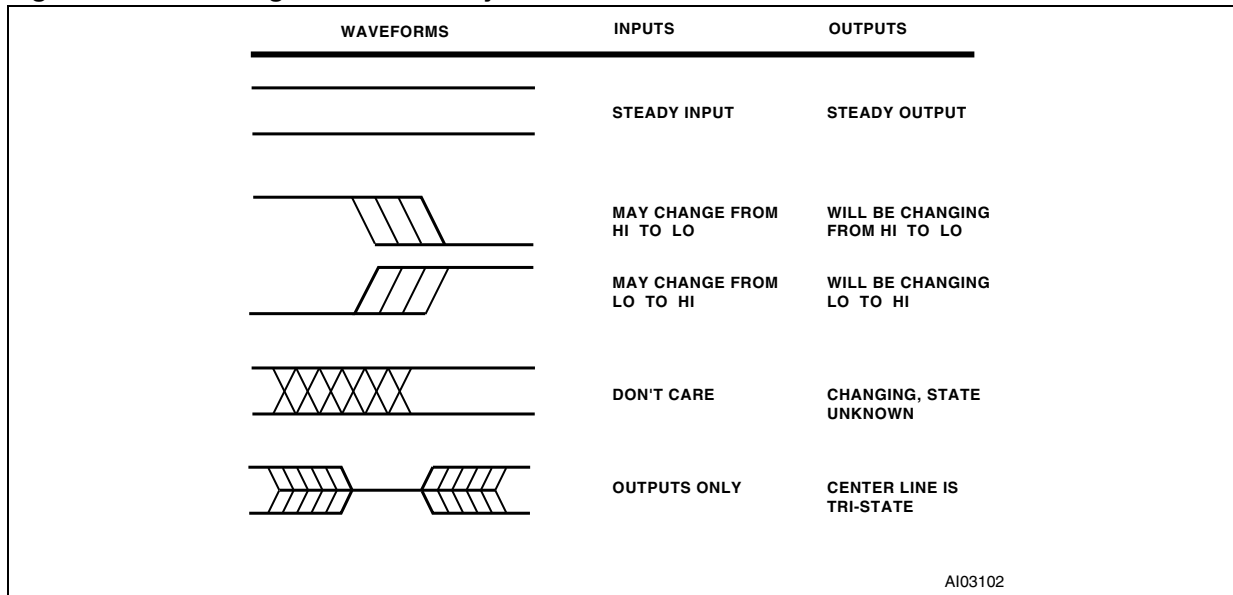 WAVEFORMS INPUTS OUTPUTS
STEADY INPUT STEADY OUTPUT
MAY CHANGE FROM HI TO LO
WILL BE CHANGING FROM HI TO LO
MAY CHANGE FROM LO TO HI
WILL BE CHANGING LO TO HI
DON'T CARE
CHANGING, STATE UNKNOWN
OUTPUTS ONLY
CENTER LINE IS TRI-STATE
AI03102